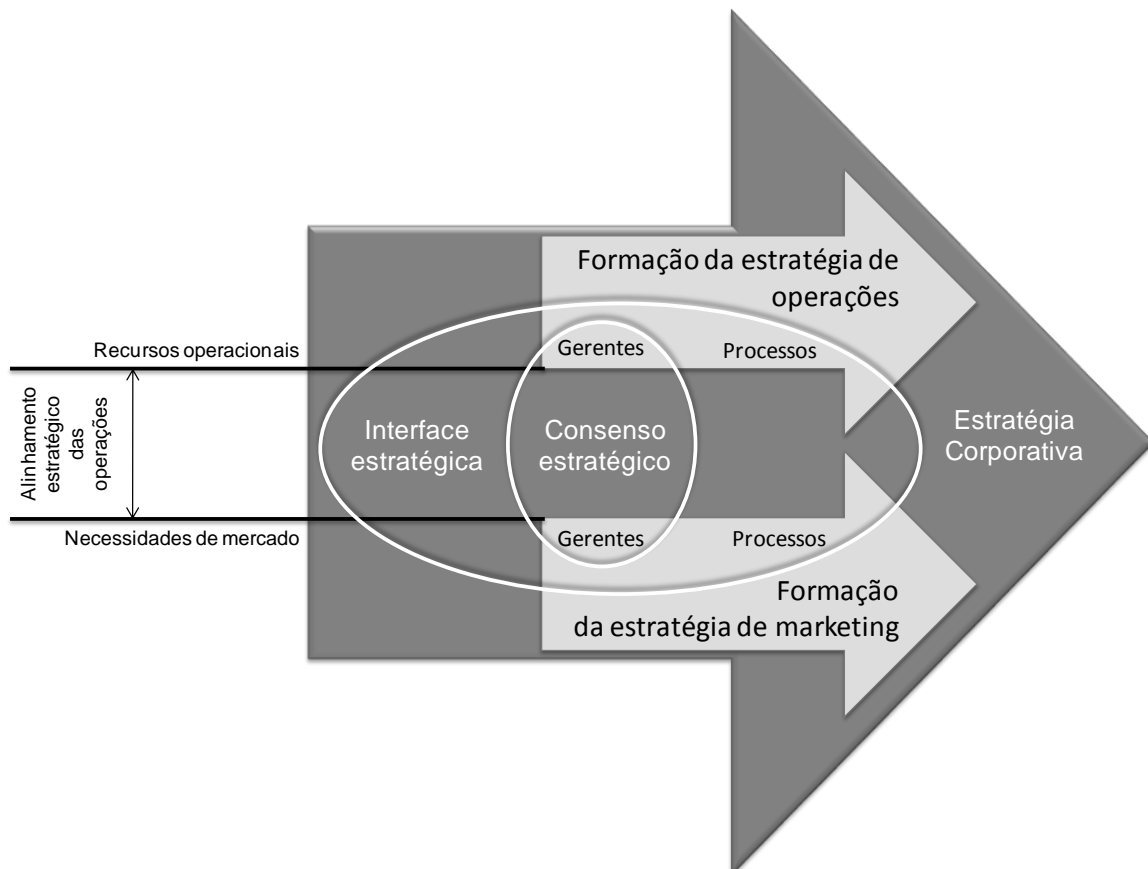 Formação da estratégia de
operações
Recursos operacionais
Gerentes
Processos
Alinhamento
estratégico
das
operações
Interface
estratégica
Consenso
estratégico
Estratégia
Corporativa
Necessidades de mercado
Gerentes
Processos
Formação
da estratégia de marketing